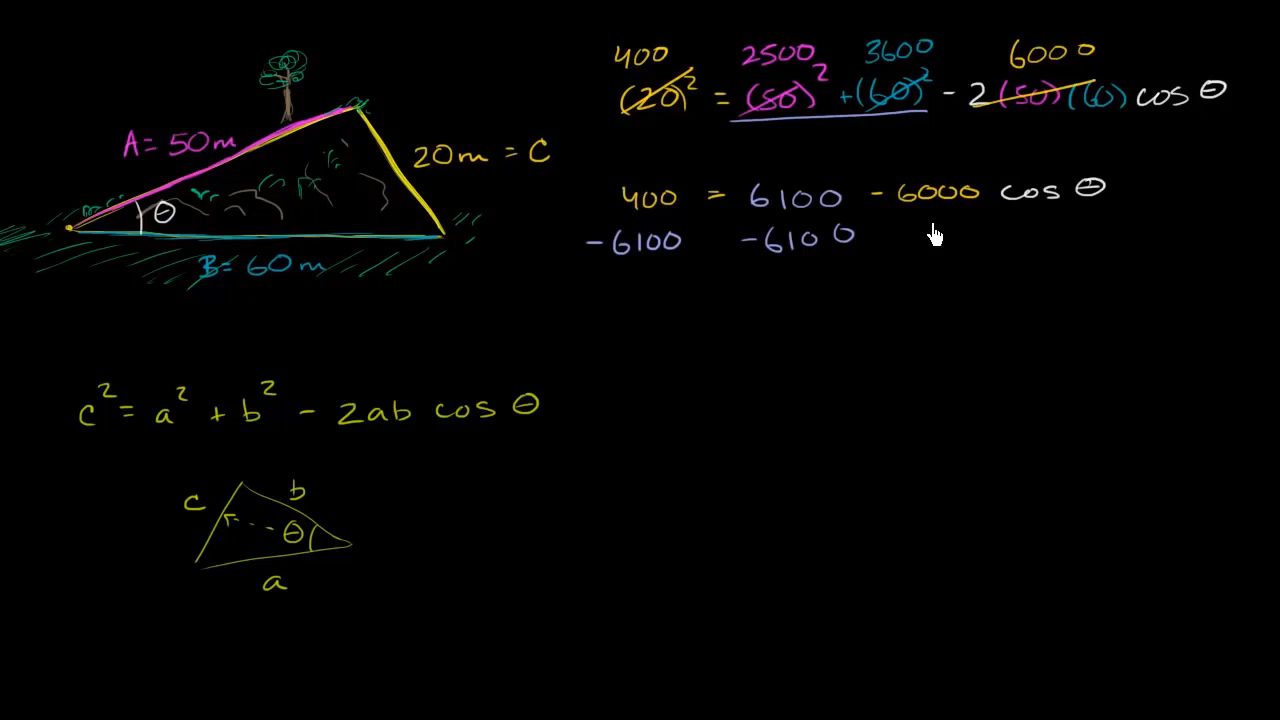 400 2500 3600 6000
(20)² = (50)² + (60)² - 2(50)(60) cos θ
A = 50m
20m = C
θ
B = 60m
400 = 6100 - 6000 cos θ
-6100 -6100
c² = a² + b² - 2ab cos θ
b
c
θ
a